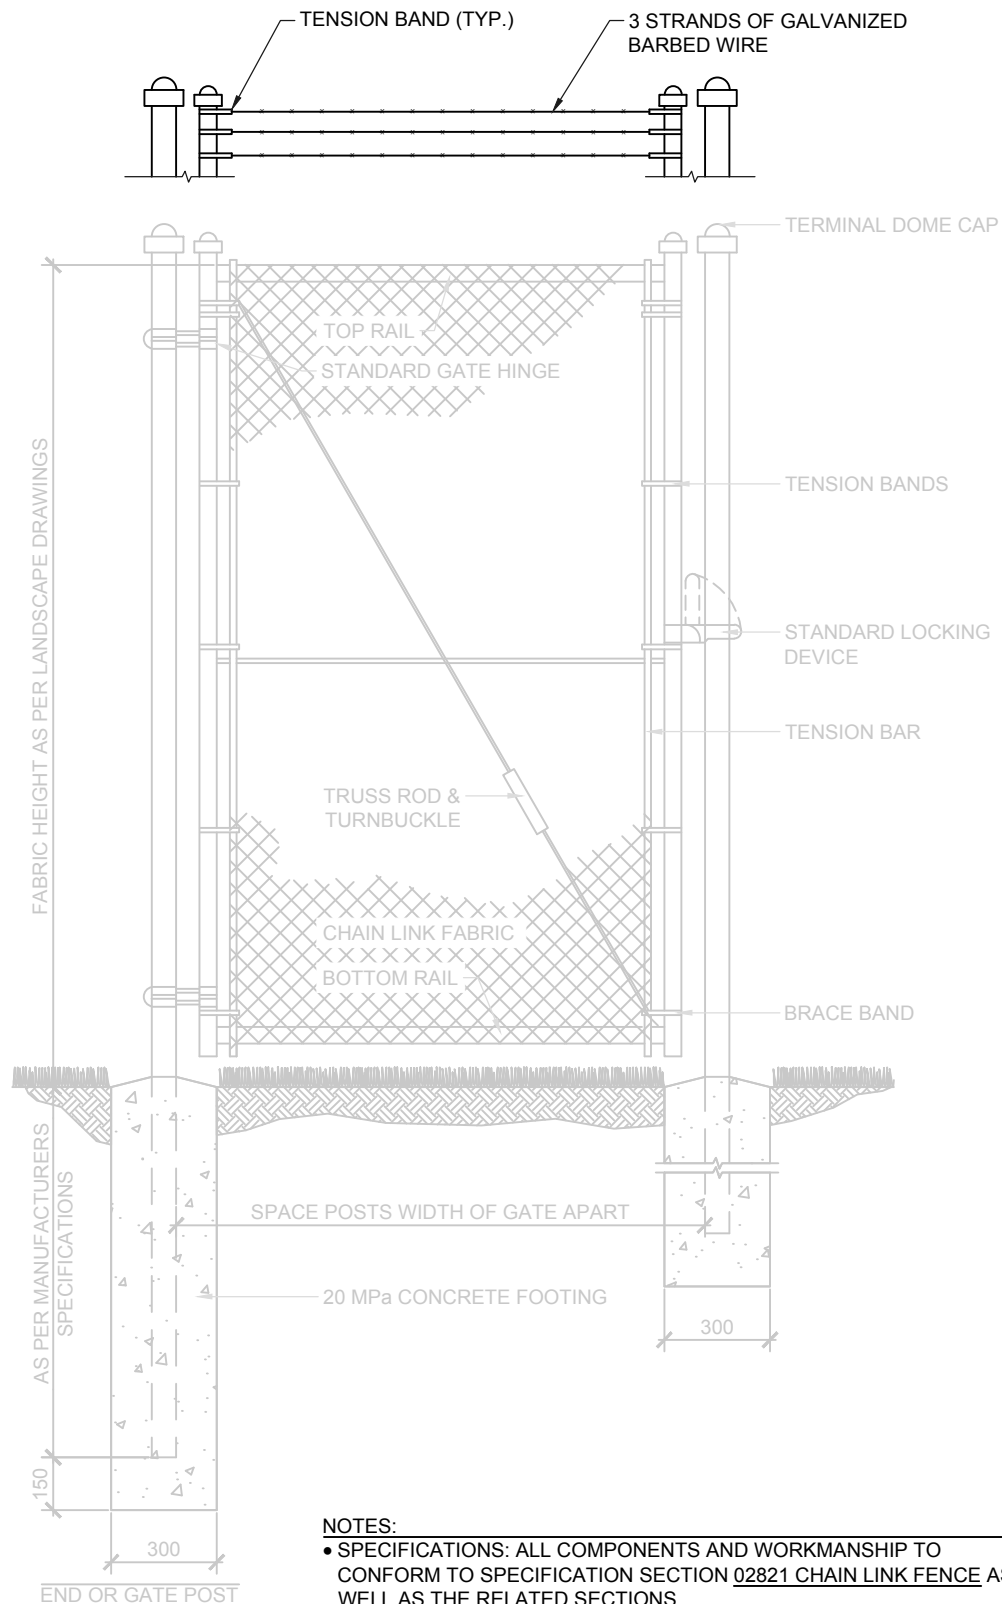 TENSION BAND (TYP.)
3 STRANDS OF GALVANIZED
BARBED WIRE
TERMINAL DOME CAP
TOP RAIL
STANDARD GATE HINGE
FABRIC HEIGHT AS PER LANDSCAPE DRAWINGS
TENSION BANDS
STANDARD LOCKING
DEVICE
TENSION BAR
TRUSS ROD &
TURNBUCKLE
CHAIN LINK FABRIC
BOTTOM RAIL
BRACE BAND
AS PER MANUFACTURERS
SPECIFICATIONS
SPACE POSTS WIDTH OF GATE APART
20 MPa CONCRETE FOOTING
300
150
300
END OR GATE POST
NOTES:
• SPECIFICATIONS: ALL COMPONENTS AND WORKMANSHIP TO
CONFORM TO SPECIFICATION SECTION 02821 CHAIN LINK FENCE AS
WELL AS THE RELATED SECTIONS